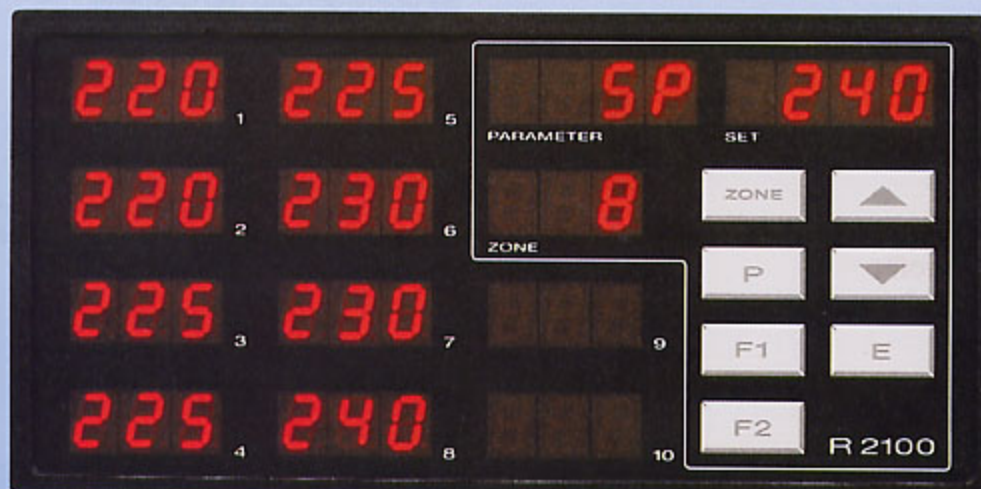 220 1 225 5 SP 240
PARAMETER SET
220 2 230 6 8 ZONE ▲
ZONE
P ▼
225 3 230 7 9 F1 E
225 4 240 8 10 F2 R 2100